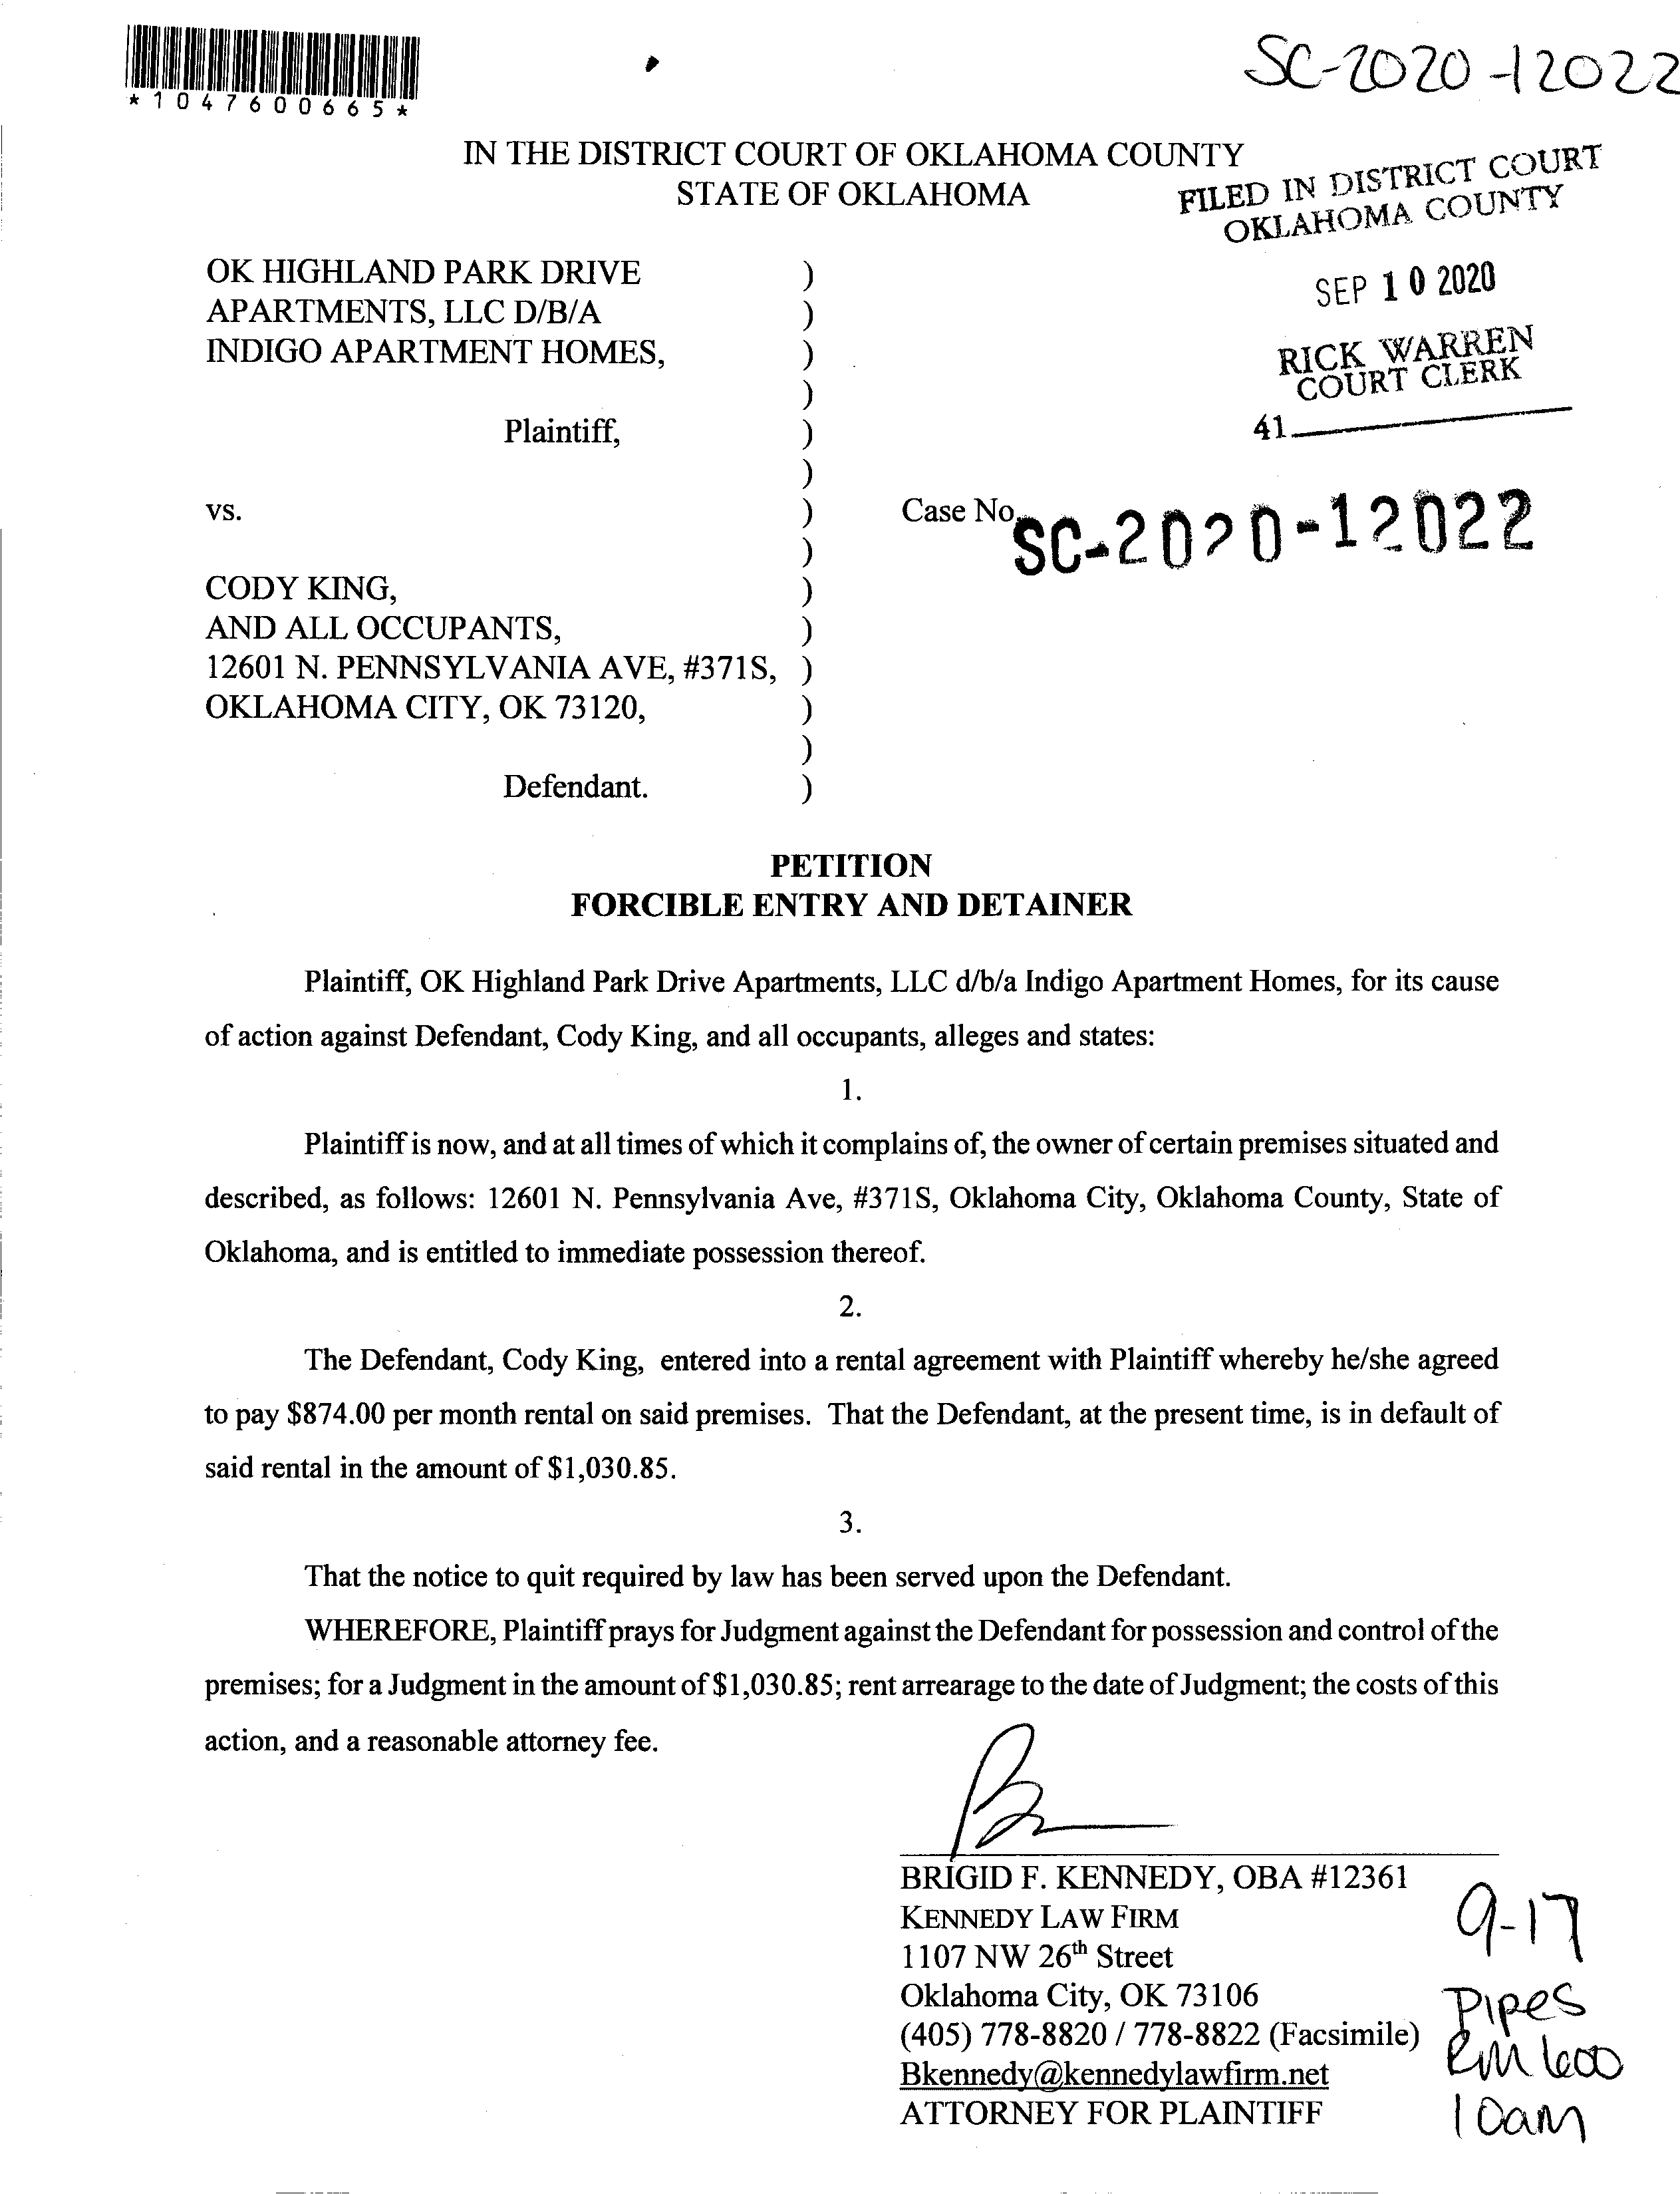 SC-2020-12022
*1047600665*
IN THE DISTRICT COURT OF OKLAHOMA COUNTY
STATE OF OKLAHOMA
FILED IN DISTRICT COURT
OKLAHOMA COUNTY
SEP 10 2020
RICK WARREN
COURT CLERK
41
OK HIGHLAND PARK DRIVE )
APARTMENTS, LLC D/B/A )
INDIGO APARTMENT HOMES, )
)
Plaintiff, )
)
vs. ) Case No. SC-2020-12022
)
CODY KING, )
AND ALL OCCUPANTS, )
12601 N. PENNSYLVANIA AVE, #371S, )
OKLAHOMA CITY, OK 73120, )
)
Defendant. )
PETITION
FORCIBLE ENTRY AND DETAINER
Plaintiff, OK Highland Park Drive Apartments, LLC d/b/a Indigo Apartment Homes, for its cause
of action against Defendant, Cody King, and all occupants, alleges and states:
1.
Plaintiff is now, and at all times of which it complains of, the owner of certain premises situated and
described, as follows: 12601 N. Pennsylvania Ave, #371S, Oklahoma City, Oklahoma County, State of
Oklahoma, and is entitled to immediate possession thereof.
2.
The Defendant, Cody King, entered into a rental agreement with Plaintiff whereby he/she agreed
to pay $874.00 per month rental on said premises. That the Defendant, at the present time, is in default of
said rental in the amount of $1,030.85.
3.
That the notice to quit required by law has been served upon the Defendant.
WHEREFORE, Plaintiff prays for Judgment against the Defendant for possession and control of the
premises; for a Judgment in the amount of $1,030.85; rent arrearage to the date of Judgment; the costs of this
action, and a reasonable attorney fee.
BRIGID F. KENNEDY, OBA #12361
KENNEDY LAW FIRM
1107 NW 26th Street
Oklahoma City, OK 73106
(405) 778-8820 / 778-8822 (Facsimile)
Bkennedy@kennedylawfirm.net
ATTORNEY FOR PLAINTIFF
9-17
Pipes
RM 600
10am